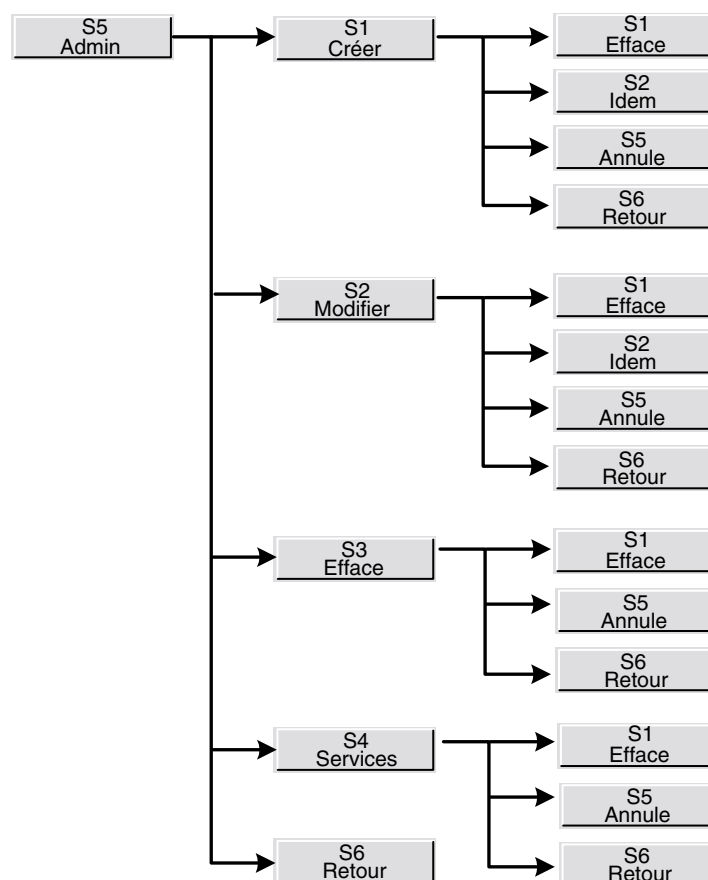 S5
Admin
S1
Créer
S1
Efface
S2
Idem
S5
Annule
S6
Retour
S2
Modifier
S1
Efface
S2
Idem
S5
Annule
S6
Retour
S3
Efface
S1
Efface
S5
Annule
S6
Retour
S4
Services
S1
Efface
S5
Annule
S6
Retour
S6
Retour